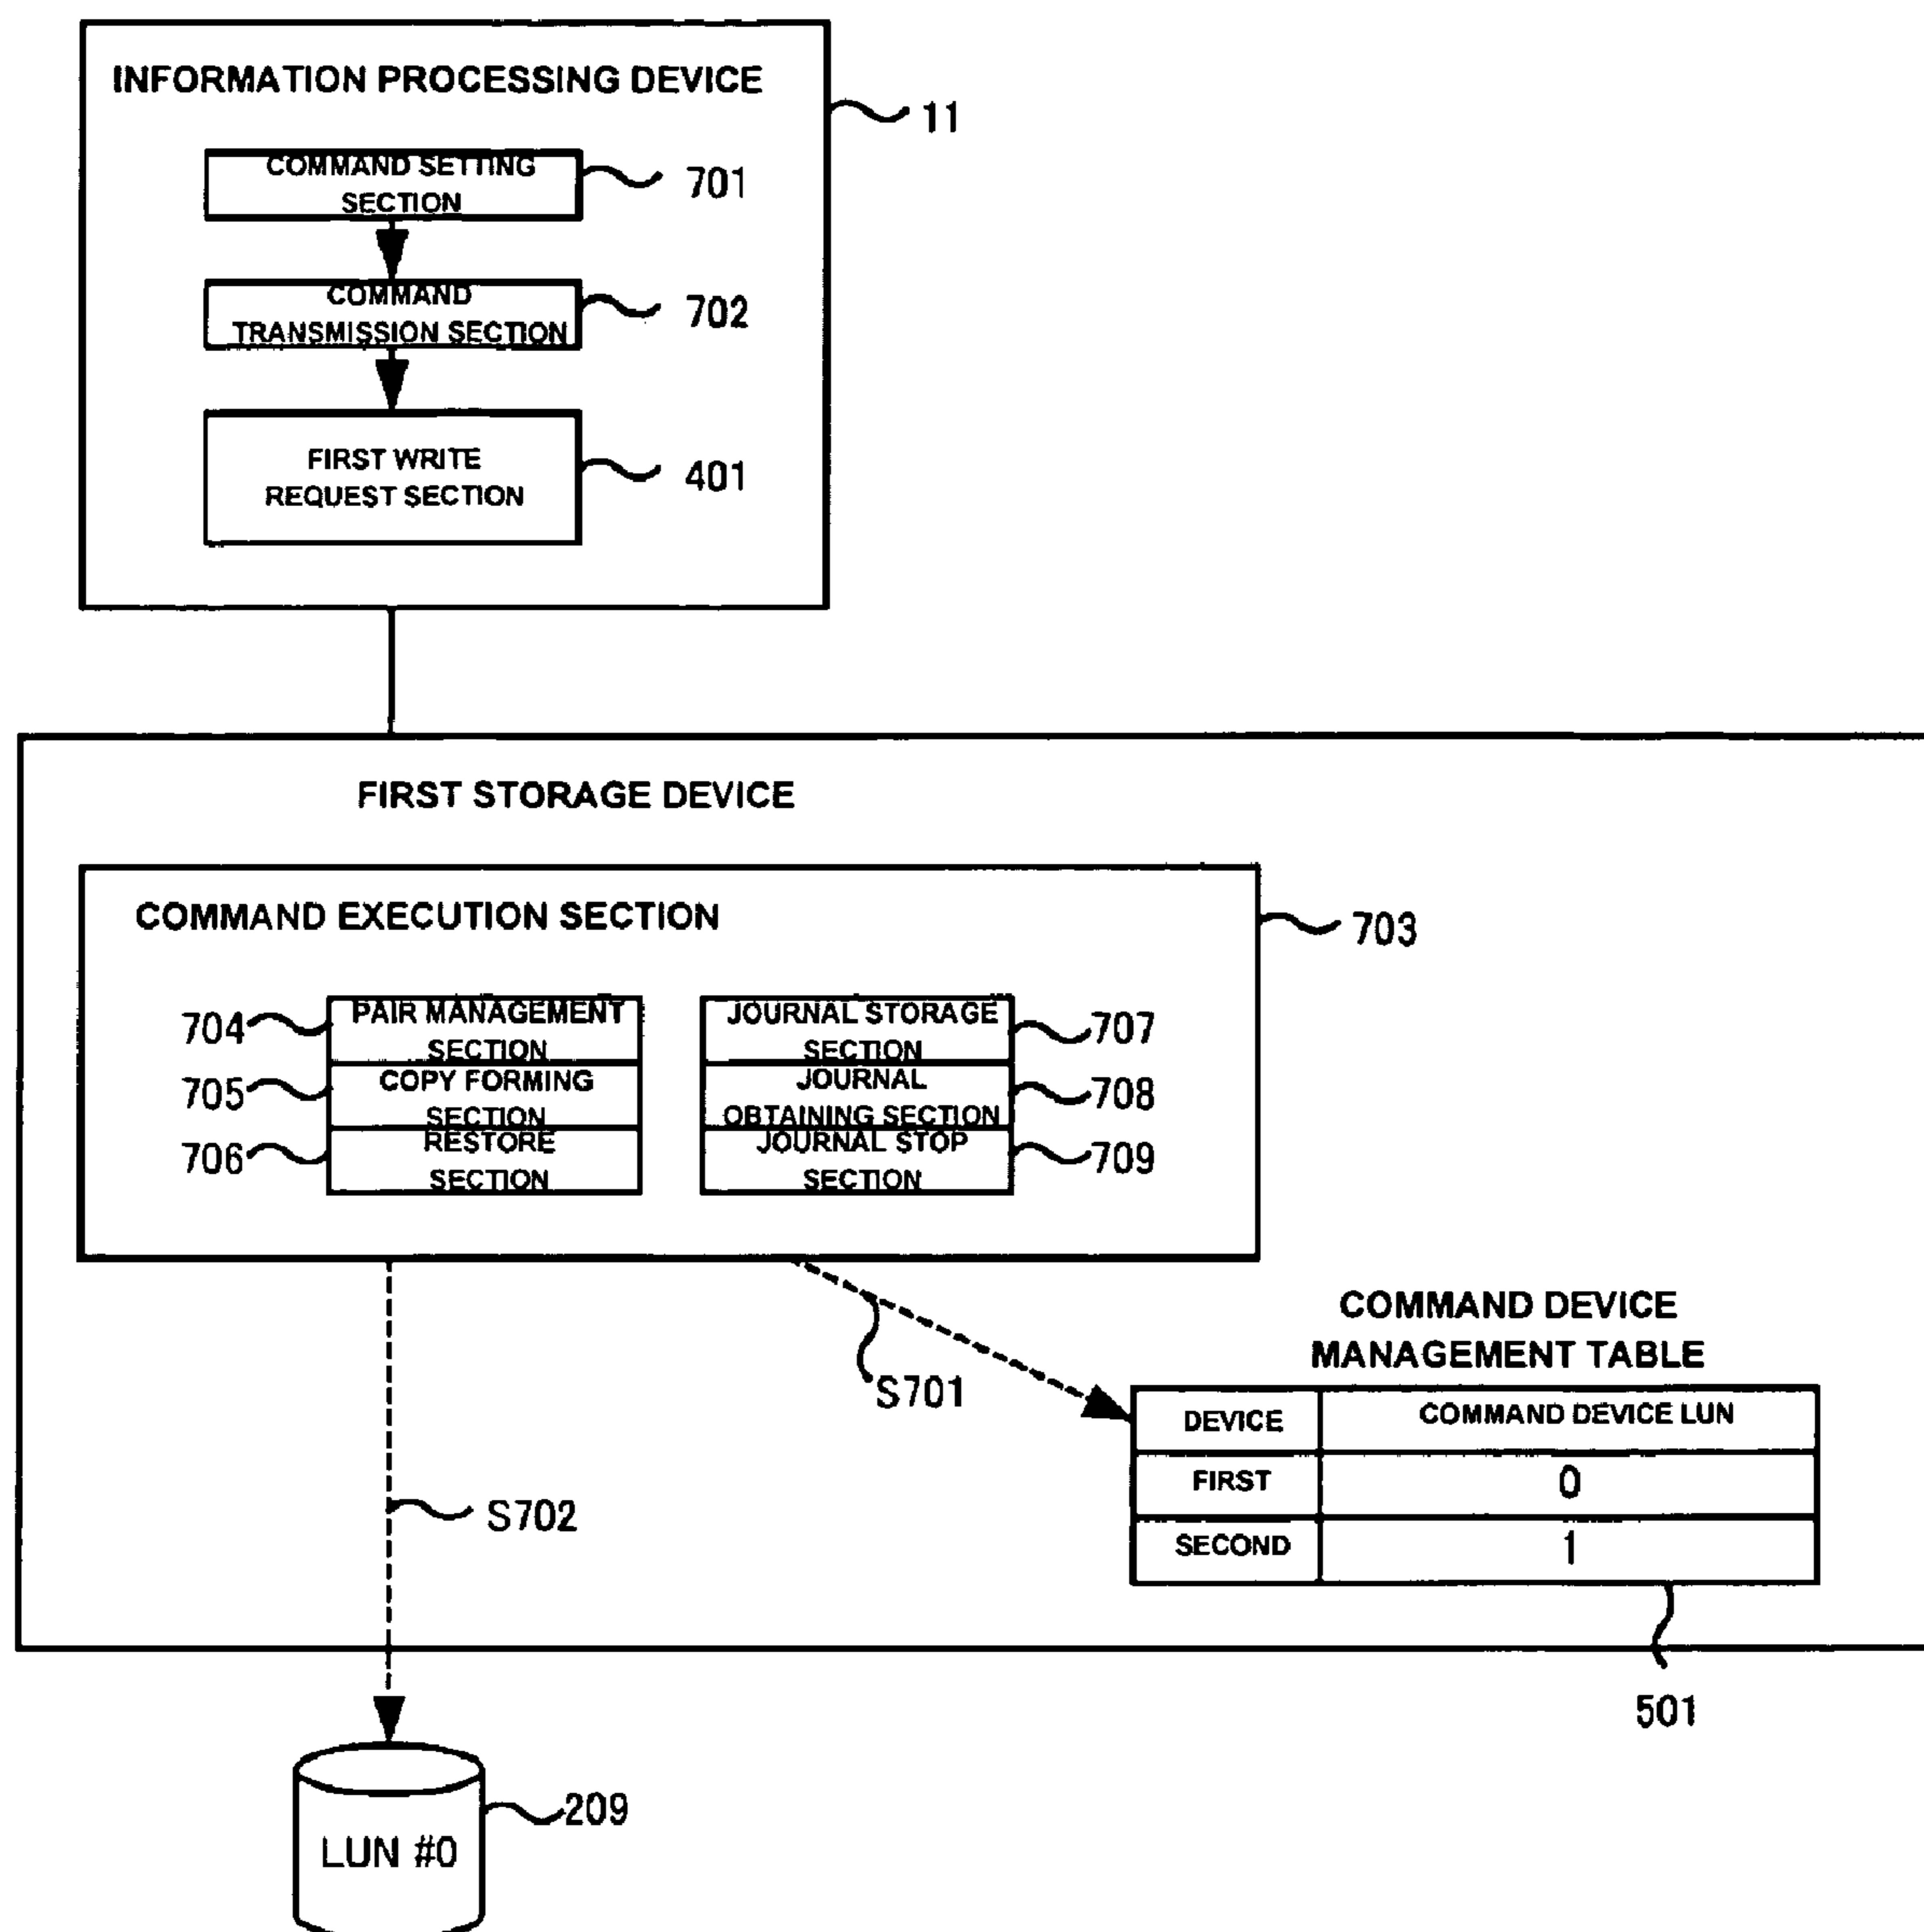 INFORMATION PROCESSING DEVICE
11
COMMAND SETTING
SECTION
701
COMMAND
TRANSMISSION SECTION
702
FIRST WRITE
REQUEST SECTION
401
FIRST STORAGE DEVICE
COMMAND EXECUTION SECTION
703
704
PAIR MANAGEMENT
SECTION
705
COPY FORMING
SECTION
706
RESTORE
SECTION
JOURNAL STORAGE
SECTION
707
JOURNAL
OBTAINING SECTION
708
JOURNAL STOP
SECTION
709
S701
S702
COMMAND DEVICE
MANAGEMENT TABLE
DEVICE COMMAND DEVICE LUN
FIRST 0
SECOND 1
501
209
LUN #0